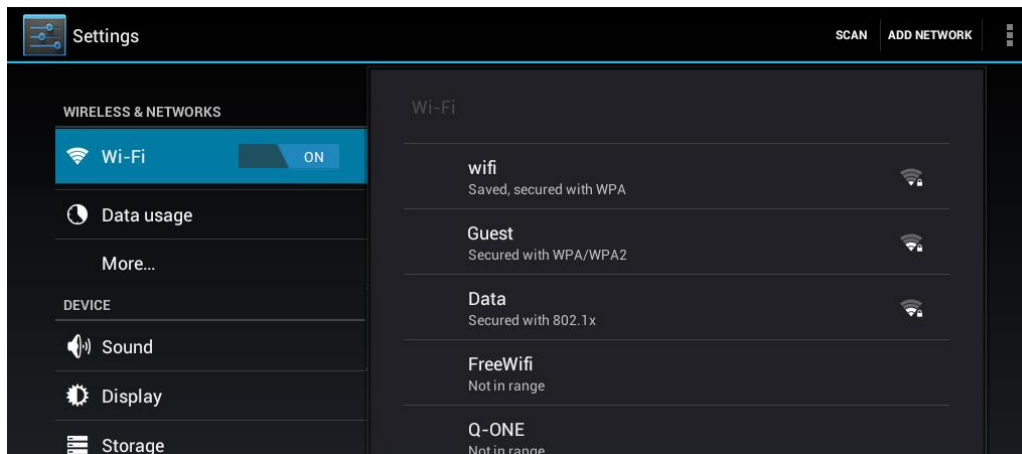 Settings
SCAN
ADD NETWORK
WIRELESS & NETWORKS
Wi-Fi
ON
Data usage
More...
DEVICE
Sound
Display
Storage
Wi-Fi
wifi
Saved, secured with WPA
Guest
Secured with WPA/WPA2
Data
Secured with 802.1x
FreeWifi
Not in range
Q-ONE
Not in range